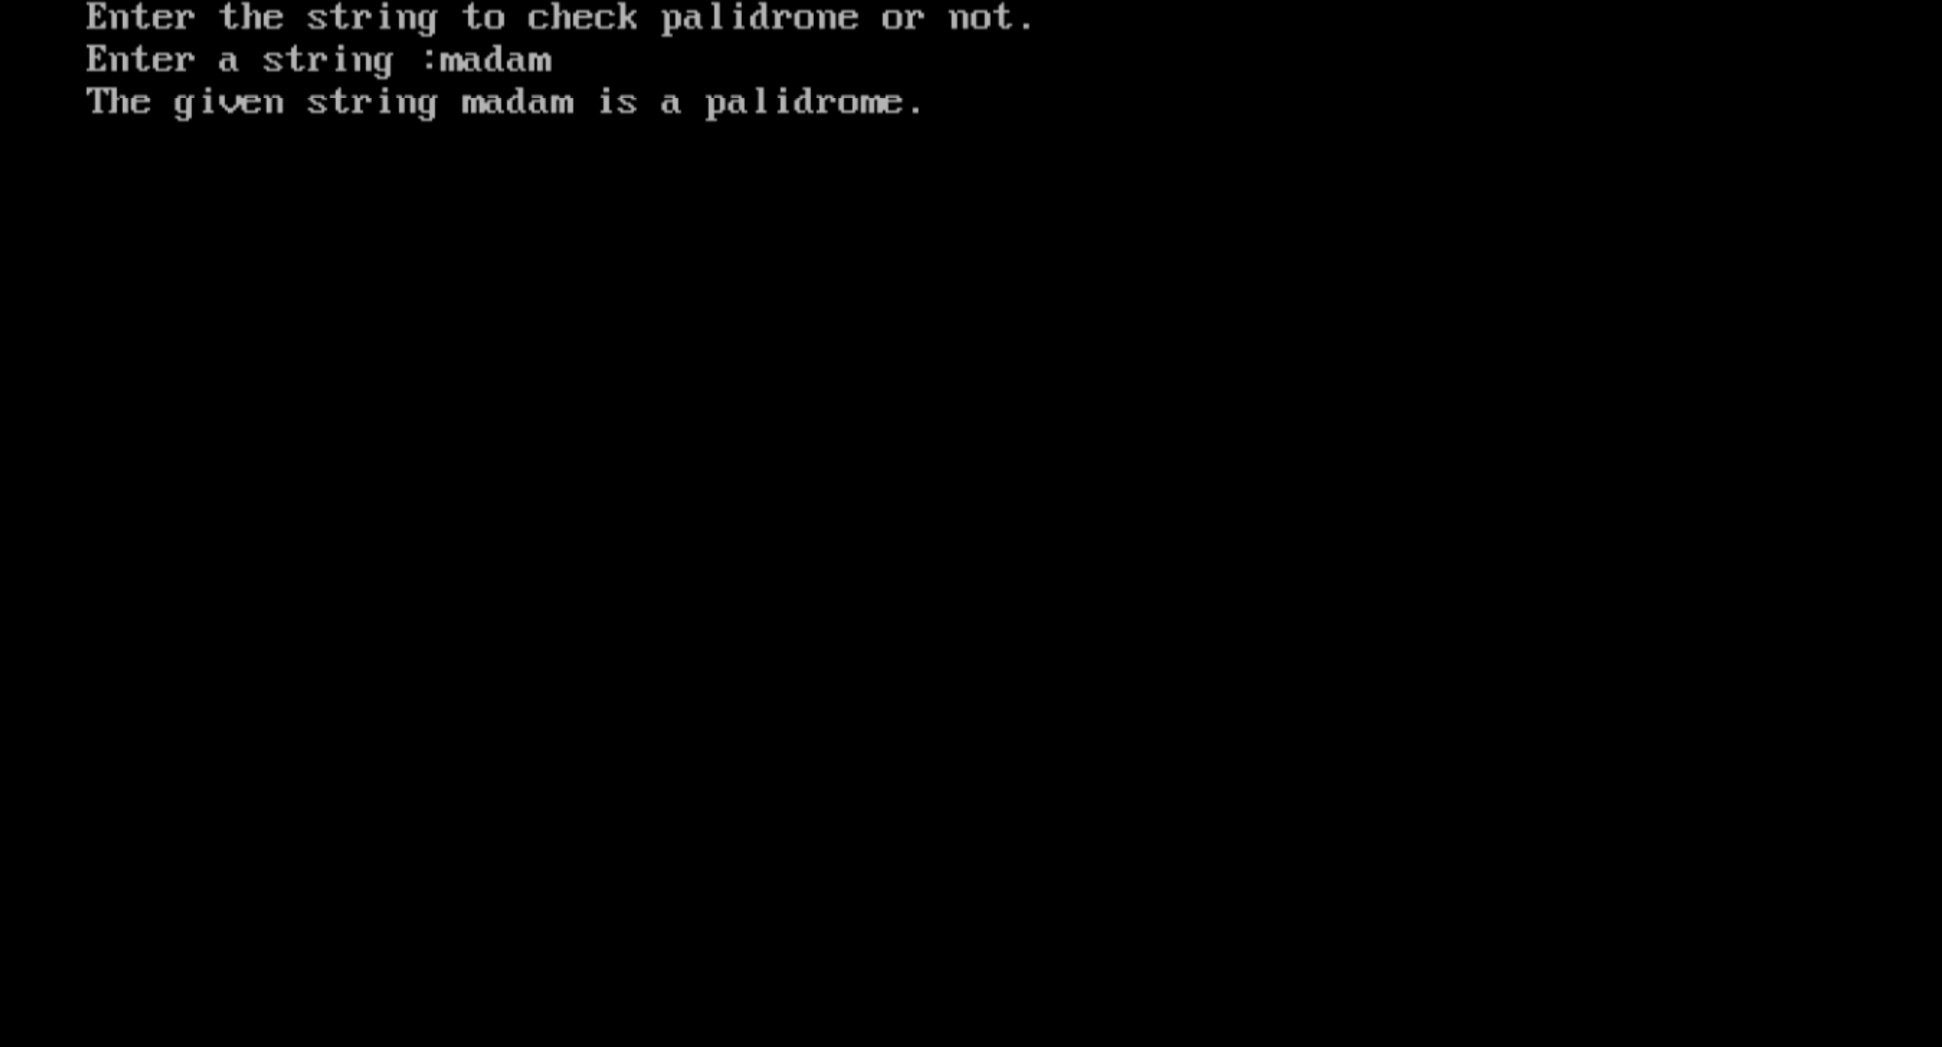 Enter the string to check palidrone or not.
Enter a string :madam
The given string madam is a palidrome.